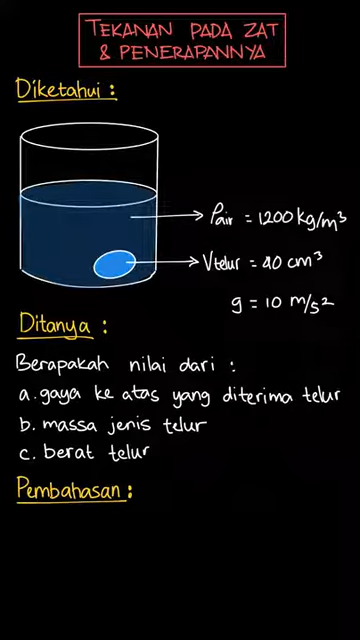 TEKANAN PADA ZAT
& PENERAPANNYA
Diketahui :
ρair = 1200 kg/m³
Vtelur = 40 cm³
g = 10 m/s²
Ditanya :
Berapakah nilai dari :
a. gaya ke atas yang diterima telur
b. massa jenis telur
c. berat telur
Pembahasan :